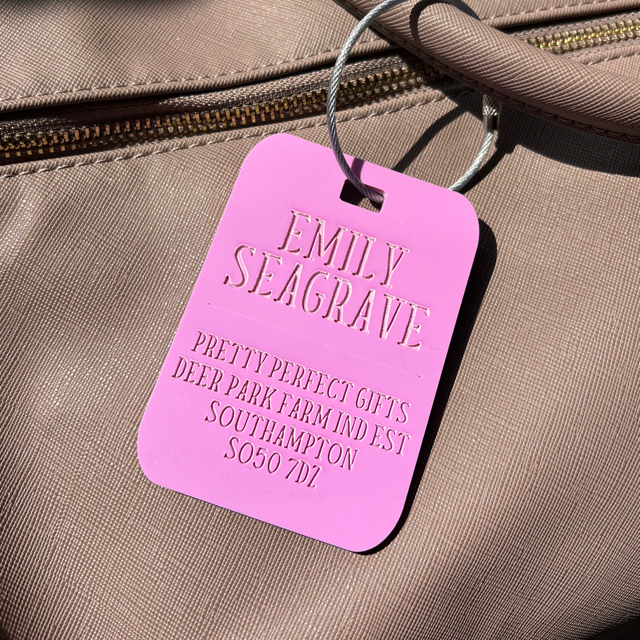 EMILY
SEAGRAVE
PRETTY PERFECT GIFTS
DEER PARK FARM IND EST
SOUTHAMPTON
SO50 7DZ